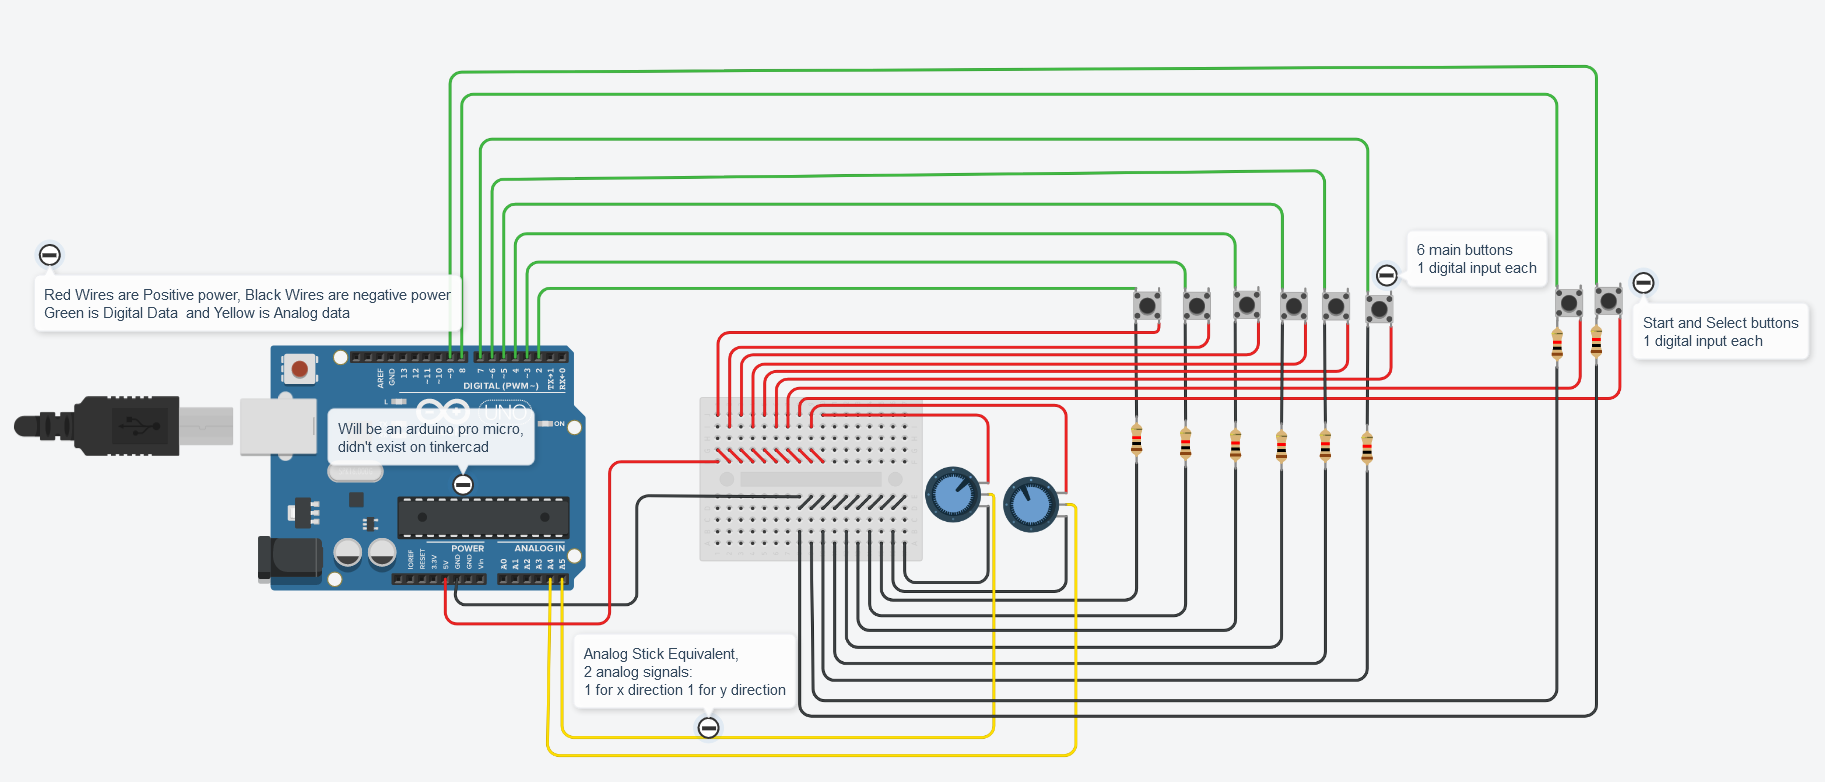 6 main buttons
1 digital input each
Red Wires are Positive power, Black Wires are negative power
Green is Digital Data  and Yellow is Analog data
Start and Select buttons
1 digital input each
AREF
GND
13
12
~11
~10
~9
8
7
~6
~5
4
~3
2
TX→1
RX←0
DIGITAL (PWM~)
L
UNO
ON
Will be an arduino pro micro,
didn't exist on tinkercad
POWER
ANALOG IN
IOREF
RESET
3.3V
5V
GND
GND
Vin
A0
A1
A2
A3
A4
A5
Analog Stick Equivalent,
2 analog signals:
1 for x direction 1 for y direction